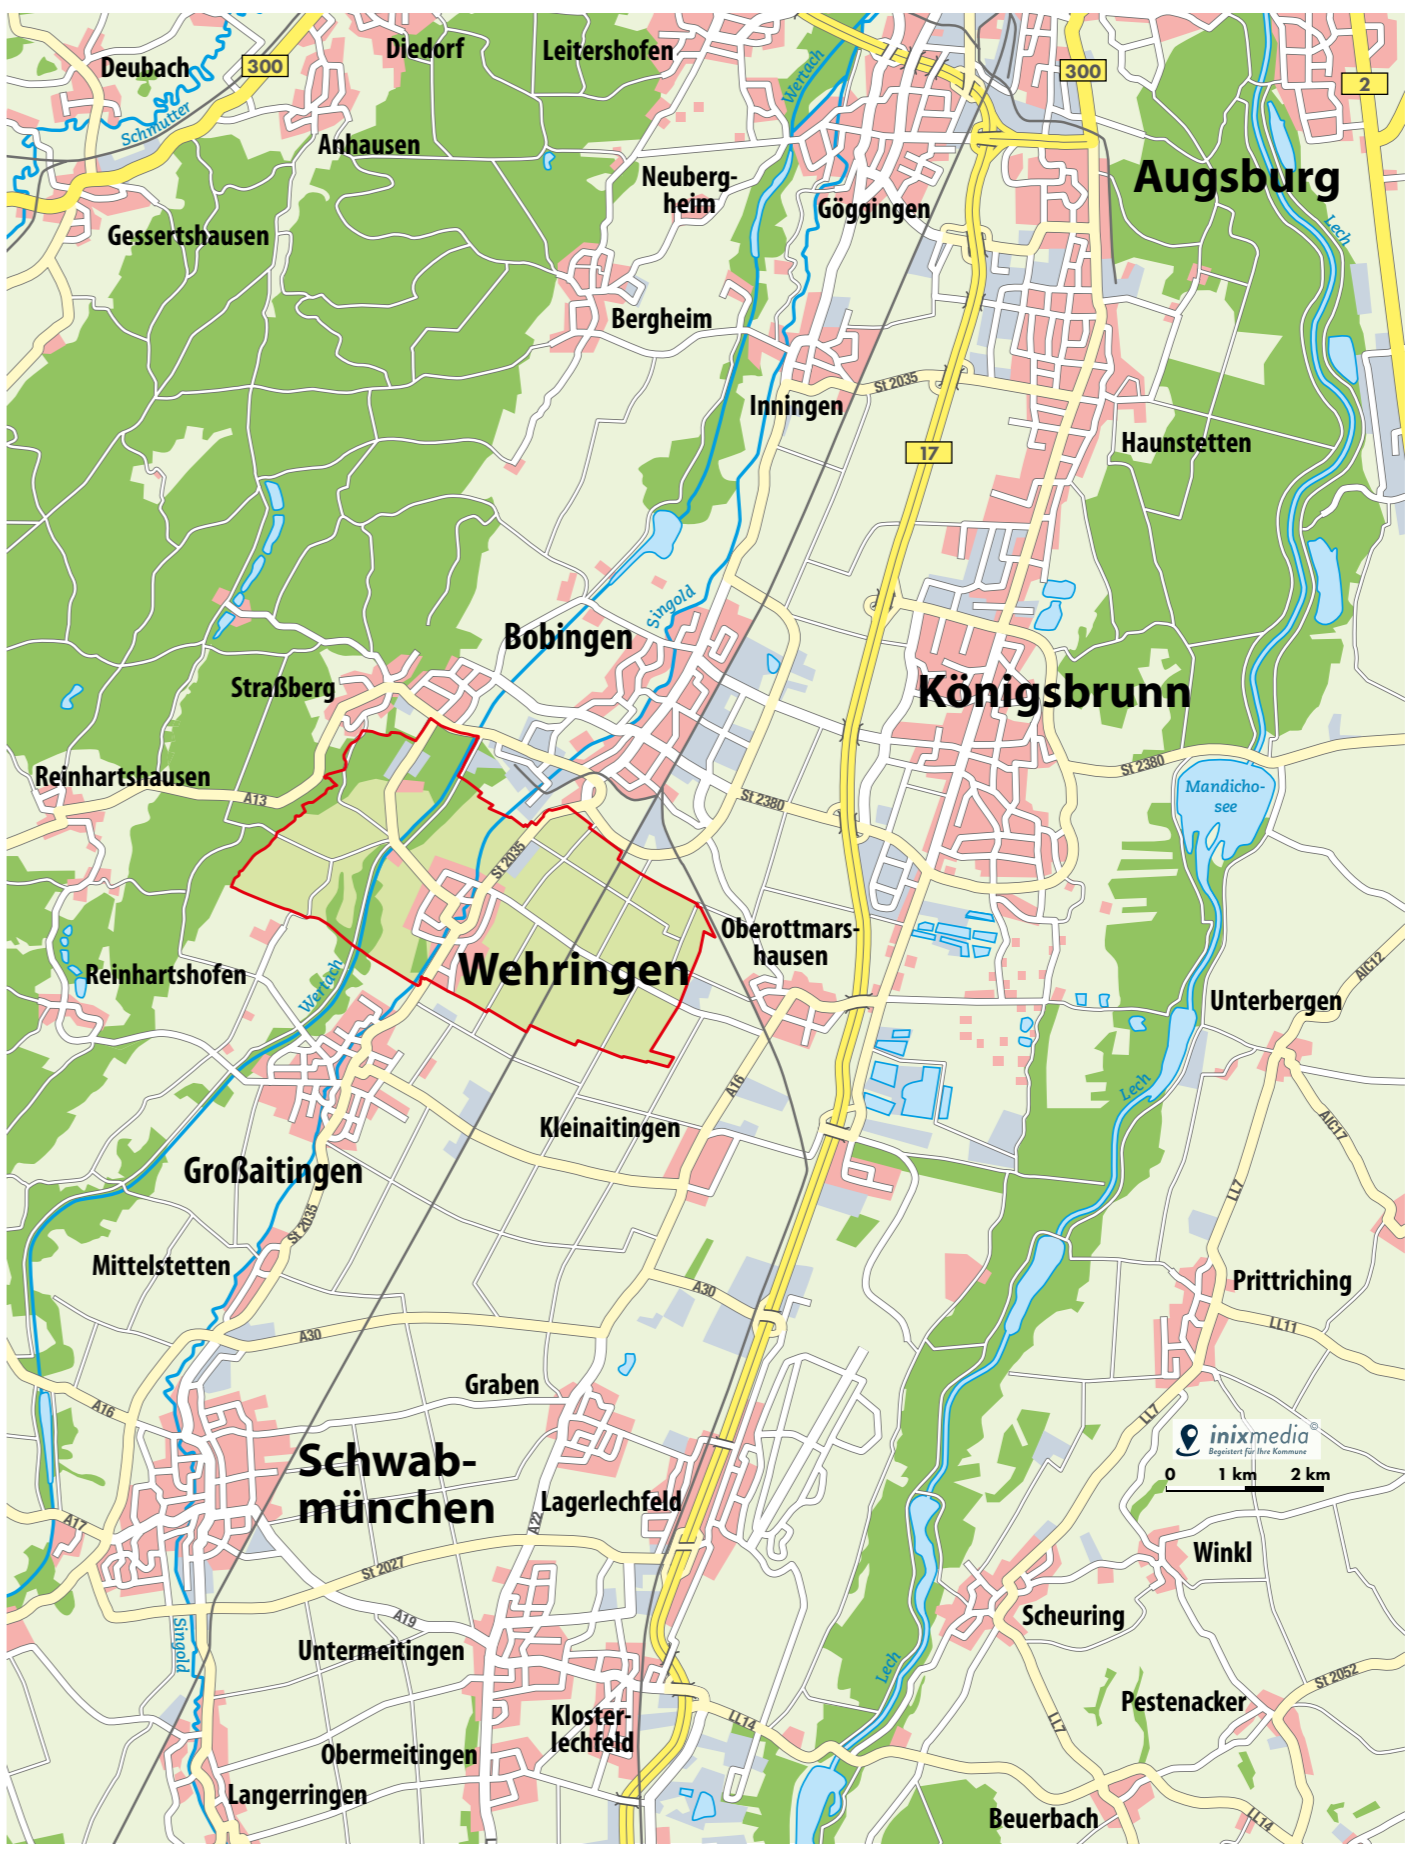 Deubach
300
Diedorf
Leitershofen
Wertach
300
2
Schmutter
Anhausen
Neuberg-
heim
Augsburg
Göggingen
Lech
Gessertshausen
Bergheim
St 2035
Inningen
17
Haunstetten
Singold
Bobingen
Straßberg
Königsbrunn
Reinhartshausen
A13
St 2380
St 2380
Mandicho-
see
St 2035
Oberottmars-
hausen
Wehringen
Reinhartshofen
Wertach
AIC12
Unterbergen
A16
Lech
Kleinaitingen
AIC17
Großaitingen
LL7
St 2035
Mittelstetten
A30
Prittriching
LL11
A30
Graben
A16
LL7
inixmedia©
Begeistert für Ihre Kommune
0 1 km 2 km
Schwab-
münchen
Lagerlechfeld
A17
A22
St 2027
Winkl
A19
Scheuring
Singold
Untermeitingen
Lech
St 2052
Pestenacker
Kloster-
lechfeld
LL14
LL7
Obermeitingen
Langerringen
Beuerbach
LL14